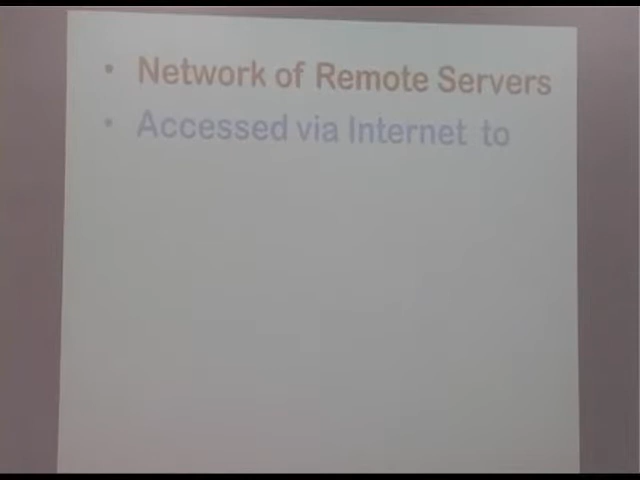 • Network of Remote Servers
• Accessed via Internet to